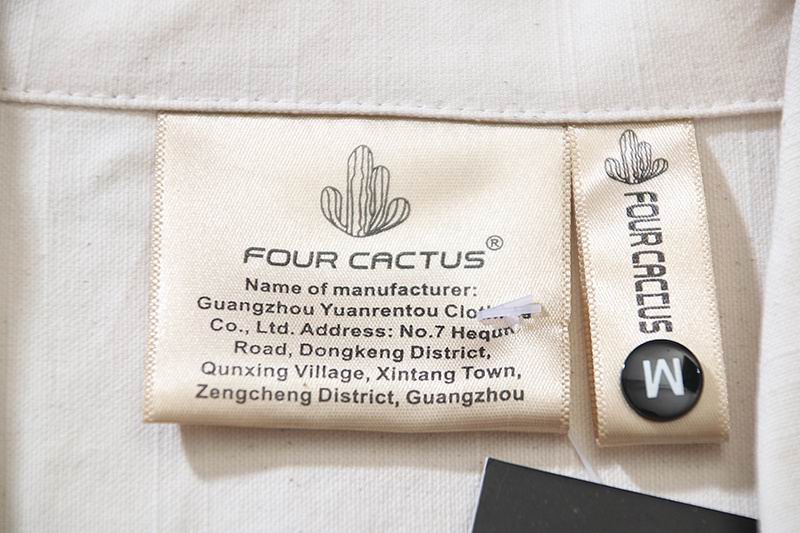 FOUR CACTUS®
Name of manufacturer:
Guangzhou Yuanrentou
Co., Ltd. Address: No.7
Road, Dongkeng District,
Qunxing Village, Xintang Town,
Zengcheng District, Guangzhou
FOUR CACTUS
M